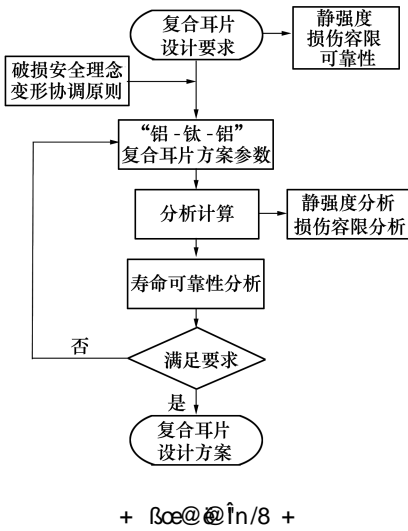 复合耳片
设计要求
静强度
损伤容限
可靠性
破损安全理念
变形协调原则
“铝-钛-铝”
复合耳片方案参数
分析计算
静强度分析
损伤容限分析
寿命可靠性分析
满足要求
否
是
复合耳片
设计方案